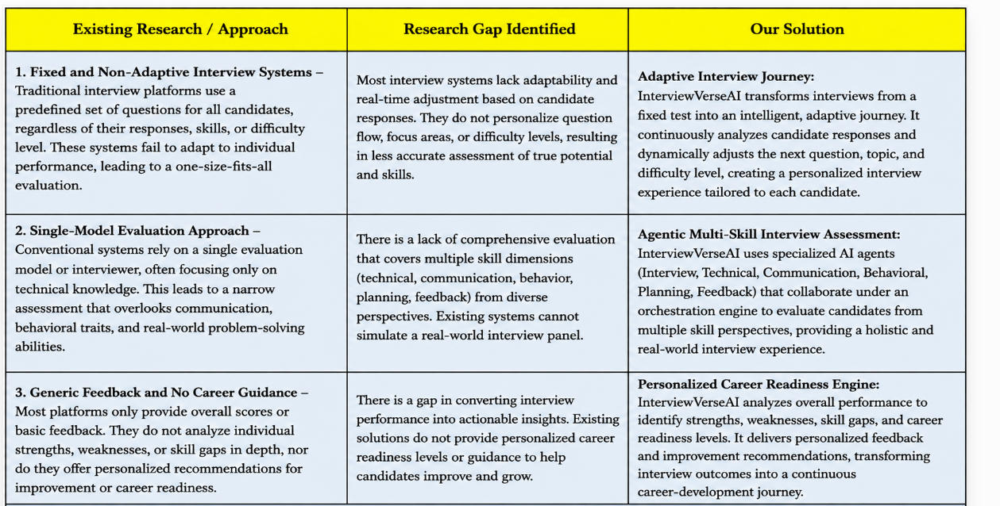 Existing Research / Approach
Research Gap Identified
Our Solution
1. Fixed and Non-Adaptive Interview Systems –
Traditional interview platforms use a
predefined set of questions for all candidates,
regardless of their responses, skills, or difficulty
level. These systems fail to adapt to individual
performance, leading to a one-size-fits-all
evaluation.
Most interview systems lack adaptability and
real-time adjustment based on candidate
responses. They do not personalize question
flow, focus areas, or difficulty levels, resulting
in less accurate assessment of true potential
and skills.
Adaptive Interview Journey:
InterviewVerseAI transforms interviews from a
fixed test into an intelligent, adaptive journey. It
continuously analyzes candidate responses and
dynamically adjusts the next question, topic, and
difficulty level, creating a personalized interview
experience tailored to each candidate.
2. Single-Model Evaluation Approach –
Conventional systems rely on a single evaluation
model or interviewer, often focusing only on
technical knowledge. This leads to a narrow
assessment that overlooks communication,
behavioral traits, and real-world problem-solving
abilities.
There is a lack of comprehensive evaluation
that covers multiple skill dimensions
(technical, communication, behavior,
planning, feedback) from diverse
perspectives. Existing systems cannot
simulate a real-world interview panel.
Agentic Multi-Skill Interview Assessment:
InterviewVerseAI uses specialized AI agents
(Interview, Technical, Communication, Behavioral,
Planning, Feedback) that collaborate under an
orchestration engine to evaluate candidates from
multiple skill perspectives, providing a holistic and
real-world interview experience.
3. Generic Feedback and No Career Guidance –
Most platforms only provide overall scores or
basic feedback. They do not analyze individual
strengths, weaknesses, or skill gaps in depth, nor
do they offer personalized recommendations for
improvement or career readiness.
There is a gap in converting interview
performance into actionable insights. Existing
solutions do not provide personalized career
readiness levels or guidance to help
candidates improve and grow.
Personalized Career Readiness Engine:
InterviewVerseAI analyzes overall performance to
identify strengths, weaknesses, skill gaps, and career
readiness levels. It delivers personalized feedback
and improvement recommendations, transforming
interview outcomes into a continuous
career-development journey.